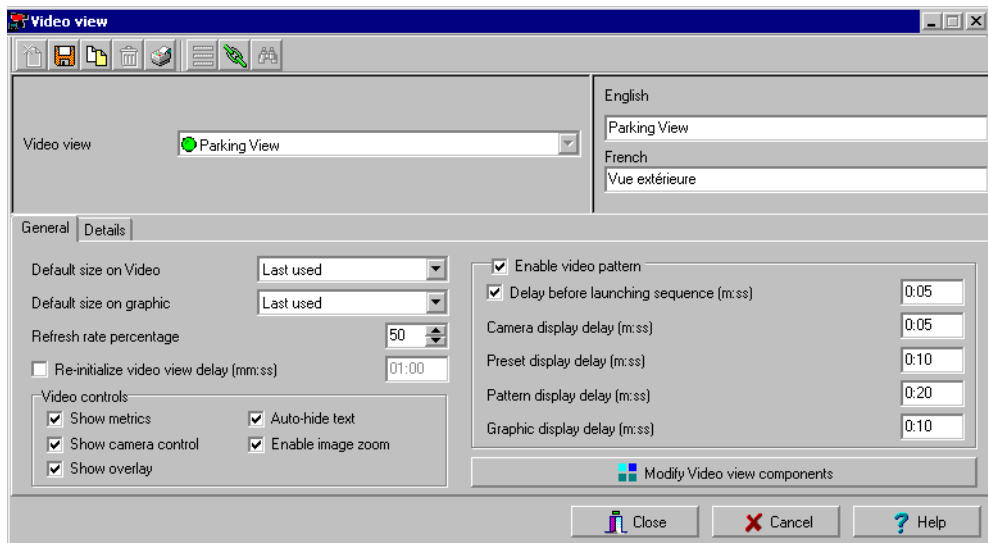 Video view
English
Video view
Parking View
Parking View
French
Vue extérieure
General
Details
Default size on Video
Last used
Default size on graphic
Last used
Refresh rate percentage
50
Re-initialize video view delay (mm:ss)
01:00
Video controls
Show metrics
Auto-hide text
Show camera control
Enable image zoom
Show overlay
Enable video pattern
Delay before launching sequence (m:ss)
0:05
Camera display delay (m:ss)
0:05
Preset display delay (m:ss)
0:10
Pattern display delay (m:ss)
0:20
Graphic display delay (m:ss)
0:10
Modify Video view components
Close
Cancel
Help